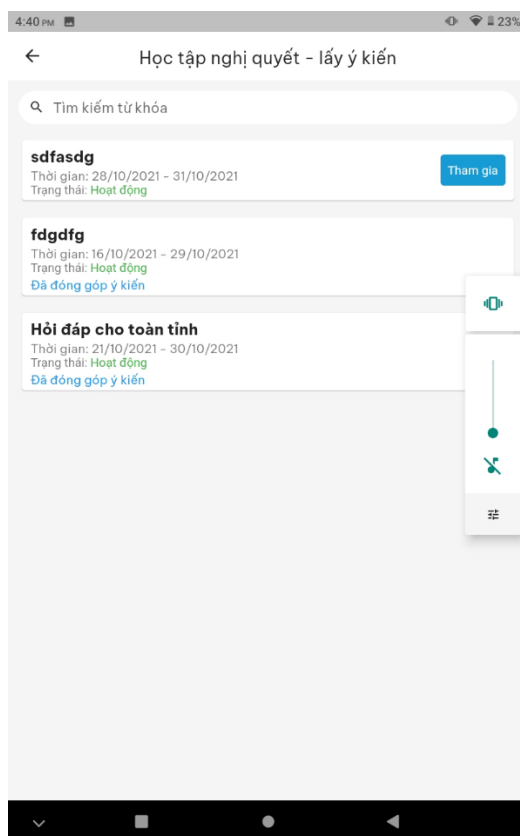 4:40 PM 23%
Học tập nghị quyết - lấy ý kiến
Tìm kiếm từ khóa
sdfasdg
Thời gian: 28/10/2021 - 31/10/2021
Trạng thái: Hoạt động
Tham gia
fdgdfg
Thời gian: 16/10/2021 - 29/10/2021
Trạng thái: Hoạt động
Đã đóng góp ý kiến
Hỏi đáp cho toàn tỉnh
Thời gian: 21/10/2021 - 30/10/2021
Trạng thái: Hoạt động
Đã đóng góp ý kiến